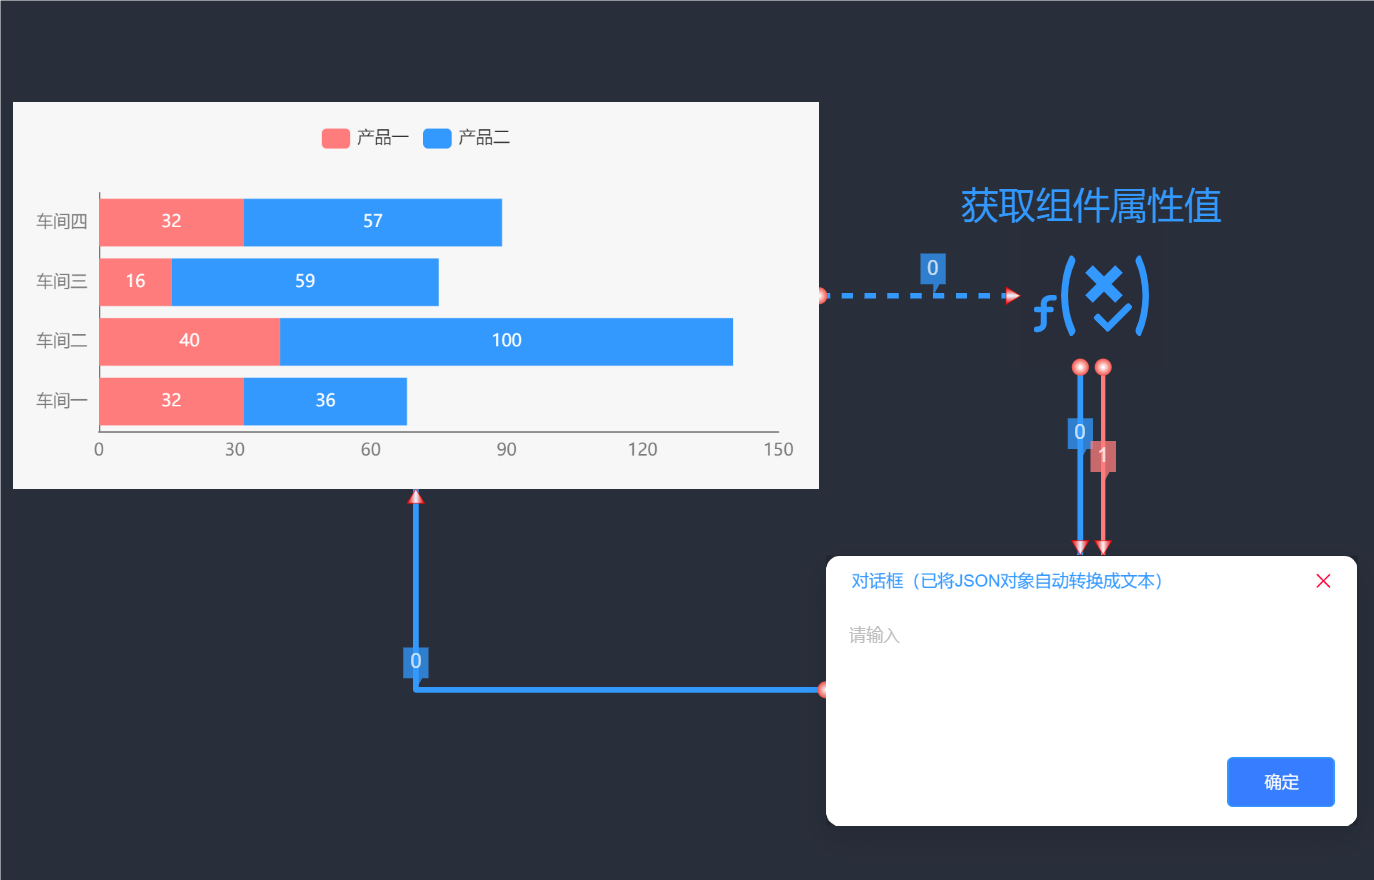 产品一 产品二
车间四 32 57
车间三 16 59
车间二 40 100
车间一 32 36
0 30 60 90 120 150
获取组件属性值
0
f(
)
0
1
对话框（已将JSON对象自动转换成文本）
请输入
0
确定